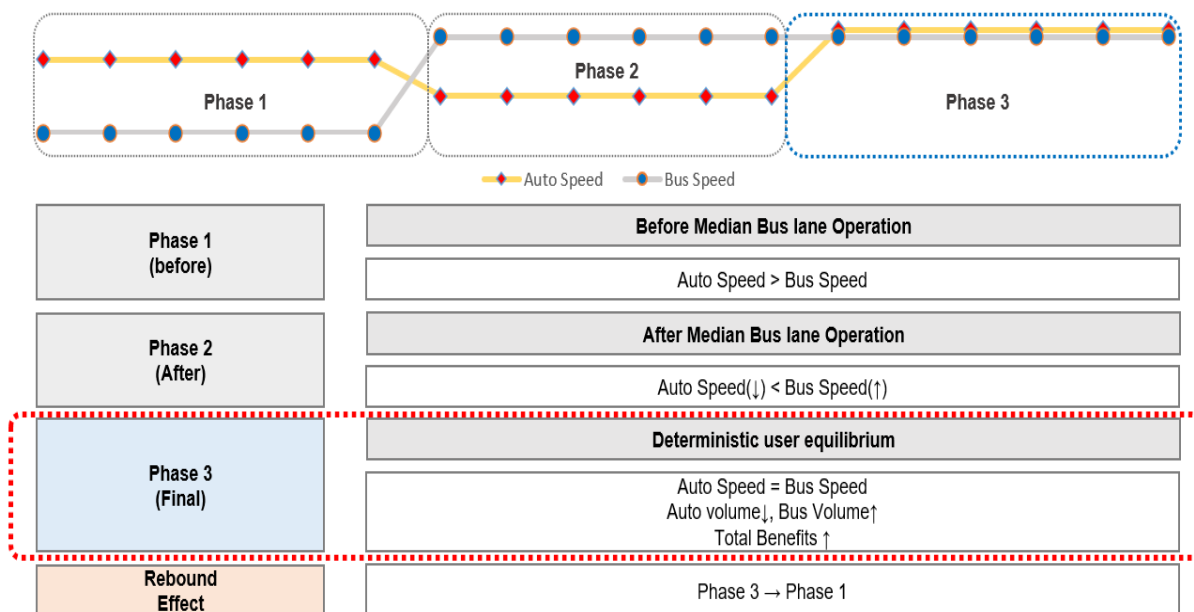 Phase 1
Phase 2
Phase 3
Auto Speed
Bus Speed
Phase 1
(before)
Before Median Bus lane Operation
Auto Speed > Bus Speed
Phase 2
(After)
After Median Bus lane Operation
Auto Speed(↓) < Bus Speed(↑)
Phase 3
(Final)
Deterministic user equilibrium
Auto Speed = Bus Speed
Auto volume↓, Bus Volume↑
Total Benefits ↑
Rebound
Effect
Phase 3 → Phase 1